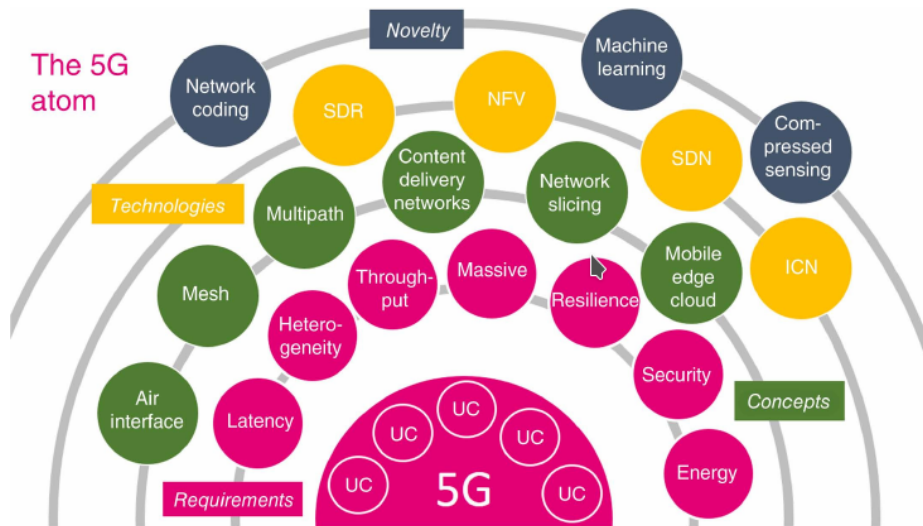 The 5G
atom
Novelty
Network
coding
Machine
learning
Com-
pressed
sensing
Technologies
SDR
NFV
SDN
ICN
Air
interface
Mesh
Multipath
Content
delivery
networks
Network
slicing
Mobile
edge
cloud
Concepts
Requirements
Latency
Hetero-
geneity
Through-
put
Massive
Resilience
Security
Energy
UC
UC
UC
UC
UC
5G